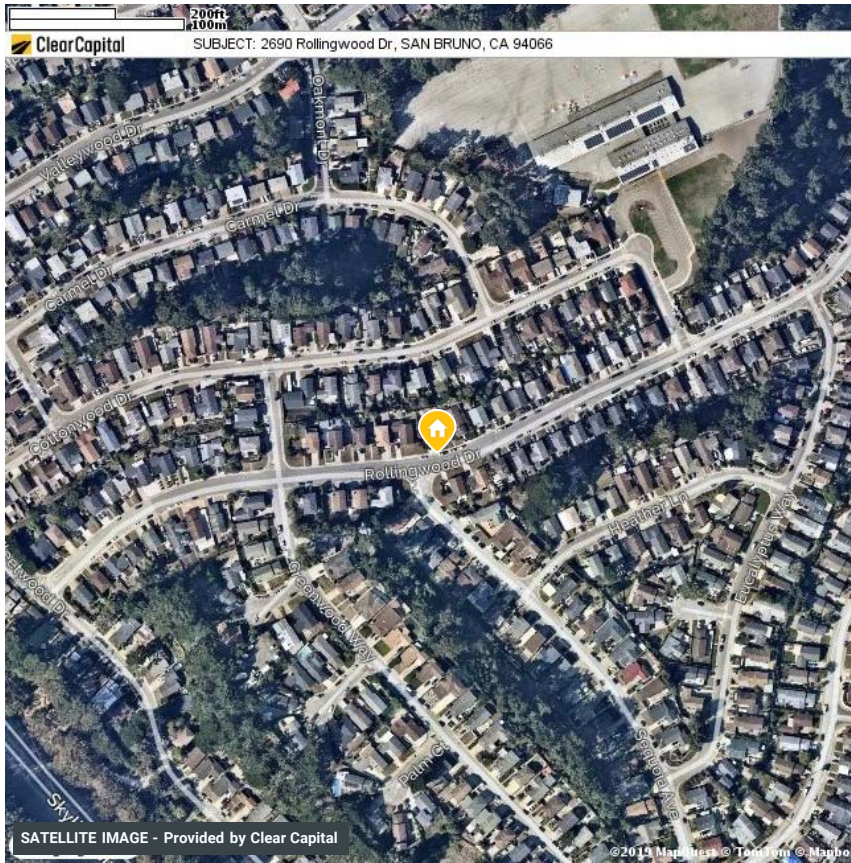 200ft
100m
ClearCapital
SUBJECT: 2690 Rollingwood Dr, SAN BRUNO, CA 94066
Oakmont Dr
Valleywood Dr
Carmel Dr
Carmel Dr
Cottonwood Dr
Rollingwood Dr
Heather Ln
Eucalyptus Way
Greenwood Way
Sequoia Ave
Palm Ct
SATELLITE IMAGE - Provided by Clear Capital
©2019 MapQuest © TomTom © Mapbo